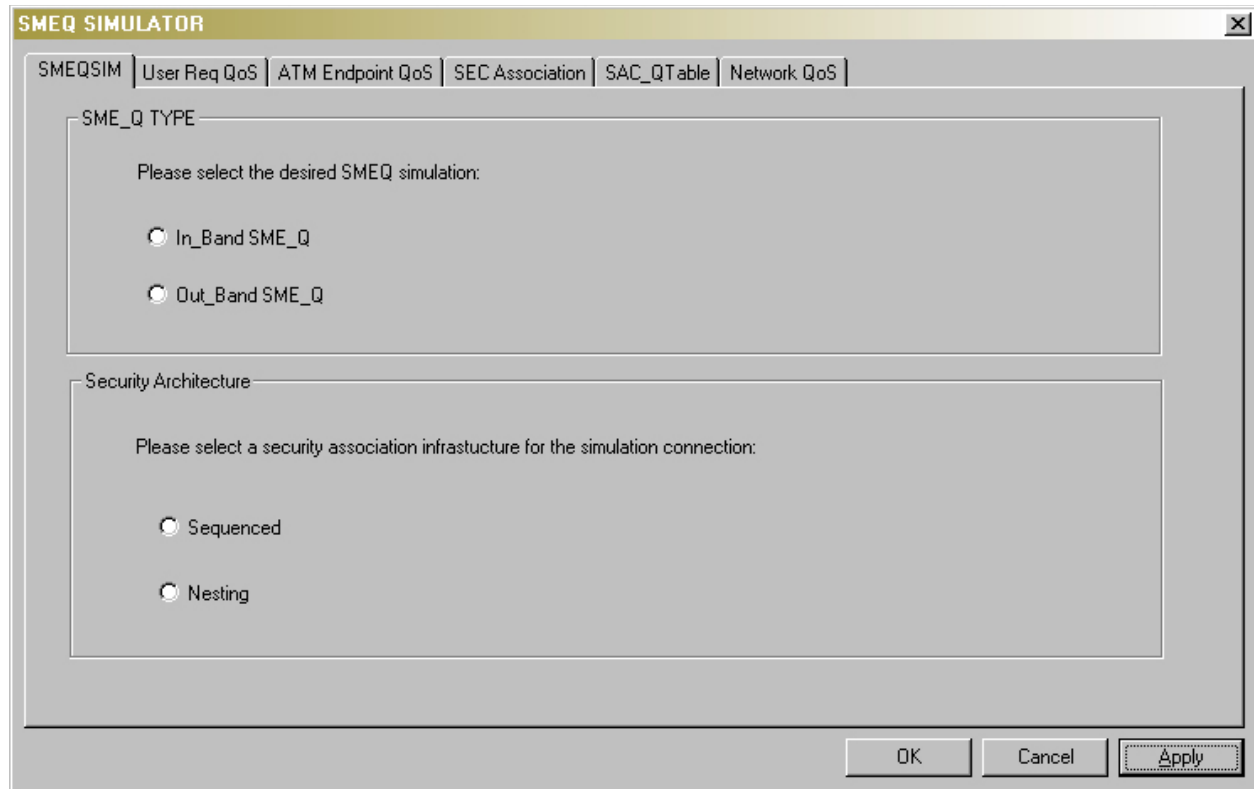 SMEQ SIMULATOR
SMEQSIM User Req QoS ATM Endpoint QoS SEC Association SAC_QTable Network QoS
SME_Q TYPE
Please select the desired SMEQ simulation:
In_Band SME_Q
Out_Band SME_Q
Security Architecture
Please select a security association infrastucture for the simulation connection:
Sequenced
Nesting
OK Cancel Apply